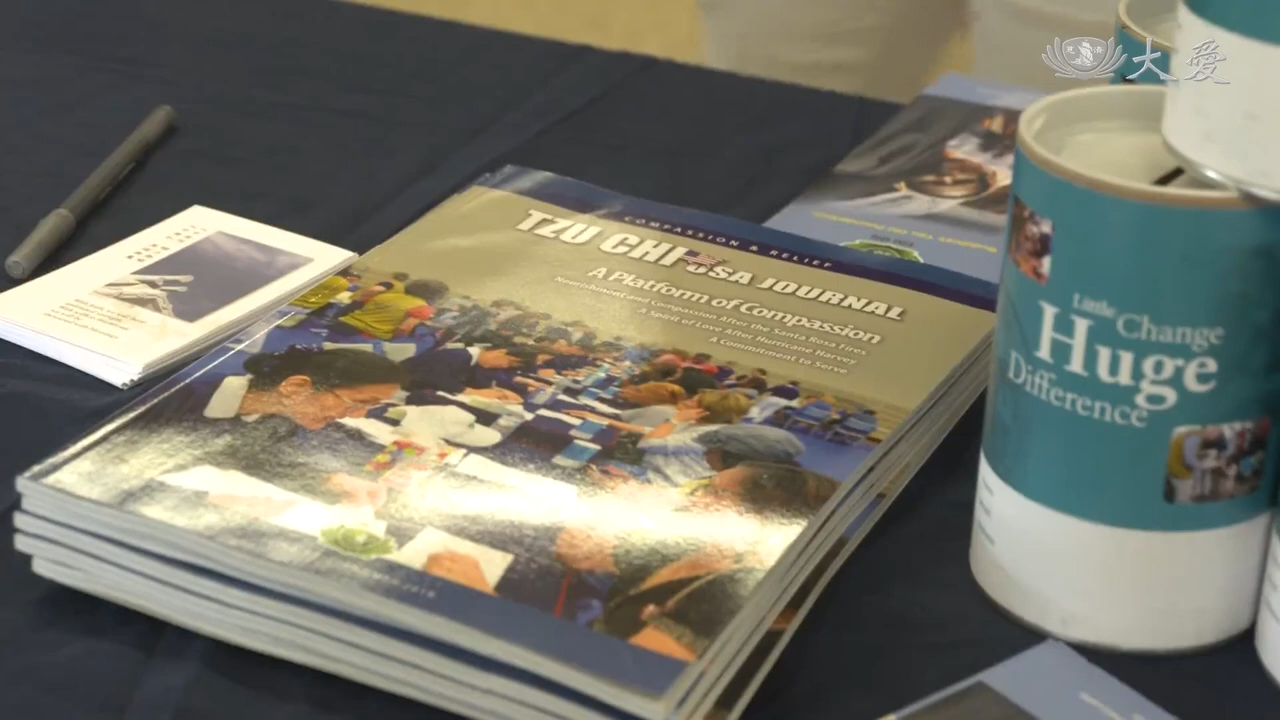 大愛
COMPASSION & RELIEF
TZU CHI USA JOURNAL
A Platform of Compassion
Nourishment and Compassion After the Santa Rosa Fires
A Spirit of Love After Hurricane Harvey
A Commitment to Serve
Little Change
Huge
Difference